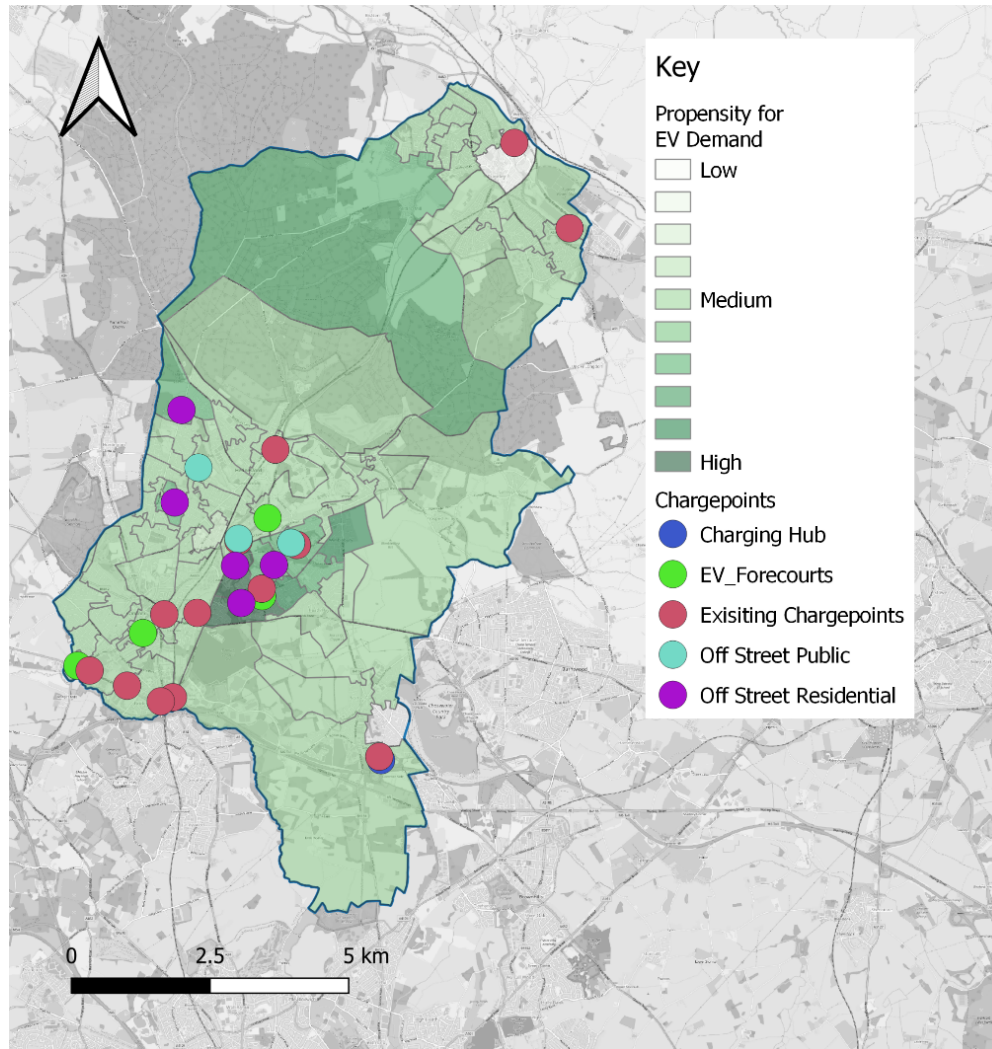 Key
Propensity for
EV Demand
Low
Medium
High
Chargepoints
Charging Hub
EV_Forecourts
Exisiting Chargepoints
Off Street Public
Off Street Residential
0 2.5 5 km